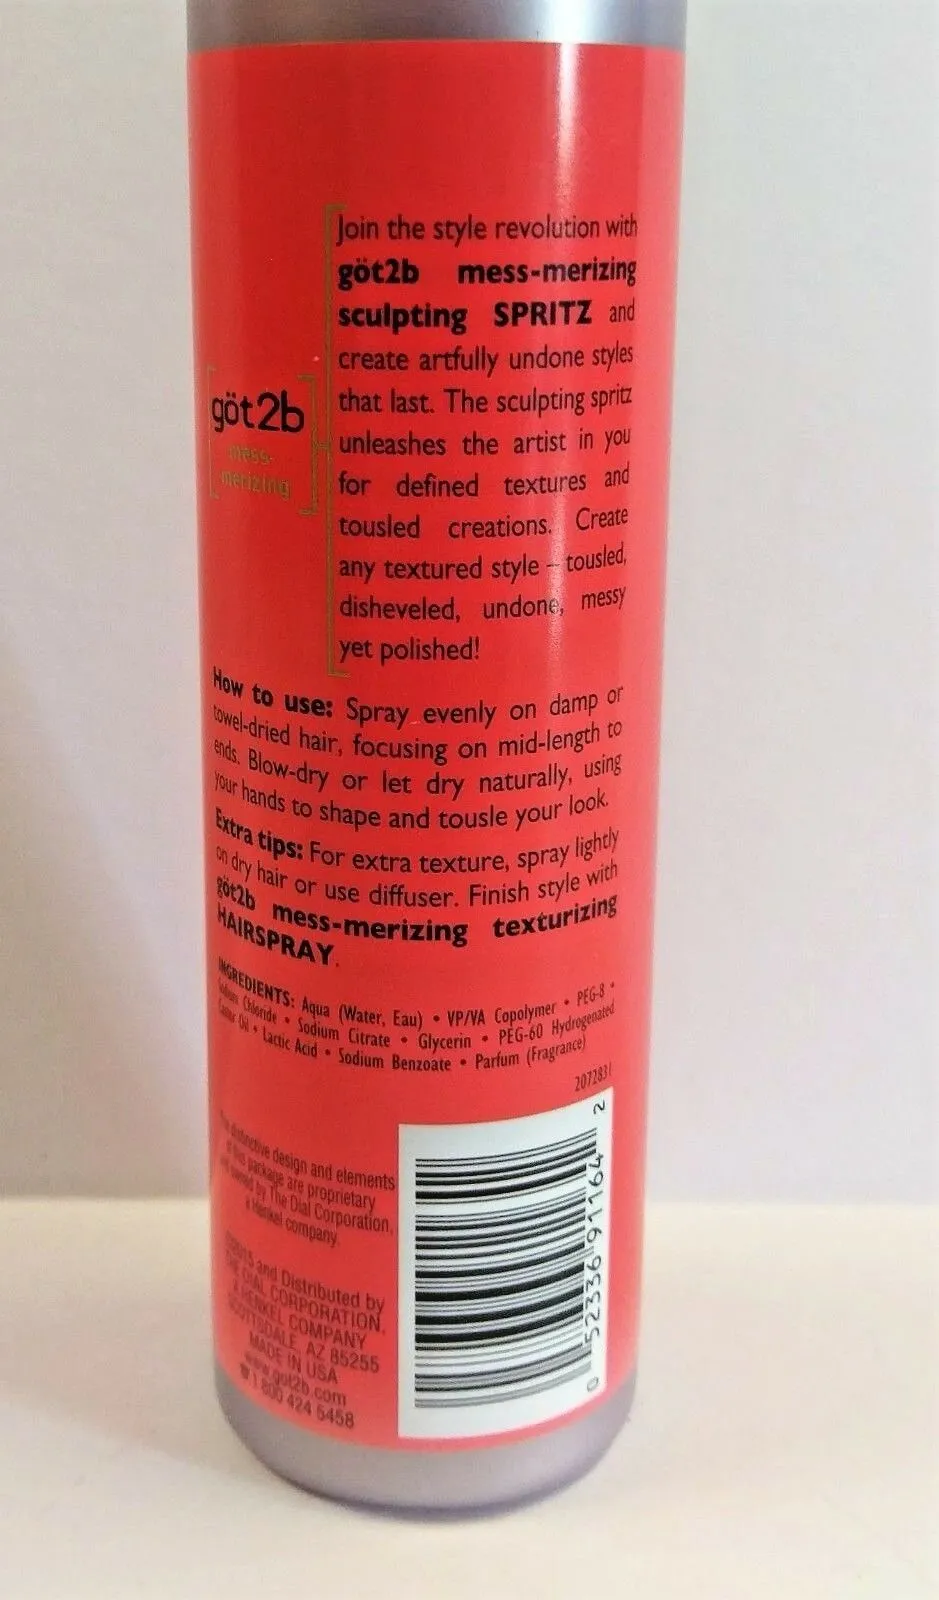 Join the style revolution with
göt2b mess-merizing
sculpting SPRITZ and
create artfully undone styles
that last. The sculpting spritz
unleashes the artist in you
for defined textures and
tousled creations. Create
any textured style – tousled,
disheveled, undone, messy
yet polished!
göt2b
mess-
merizing
How to use: Spray evenly on damp or
towel-dried hair, focusing on mid-length to
ends. Blow-dry or let dry naturally, using
your hands to shape and tousle your look.
Extra tips: For extra texture, spray lightly
on dry hair or use diffuser. Finish style with
göt2b mess-merizing texturizing
HAIRSPRAY.
INGREDIENTS: Aqua (Water, Eau) • VP/VA Copolymer • PEG-8 •
Sodium Chloride • Sodium Citrate • Glycerin • PEG-60 Hydrogenated
Castor Oil • Lactic Acid • Sodium Benzoate • Parfum (Fragrance)
2072831
The distinctive design and elements
of this package are proprietary
and owned by The Dial Corporation,
a Henkel company.
©2015 and Distributed by
THE DIAL CORPORATION,
A HENKEL COMPANY
SCOTTSDALE, AZ 85255
MADE IN USA
www.got2b.com
☎ 1 800 424 5458
0 52336 91164 2